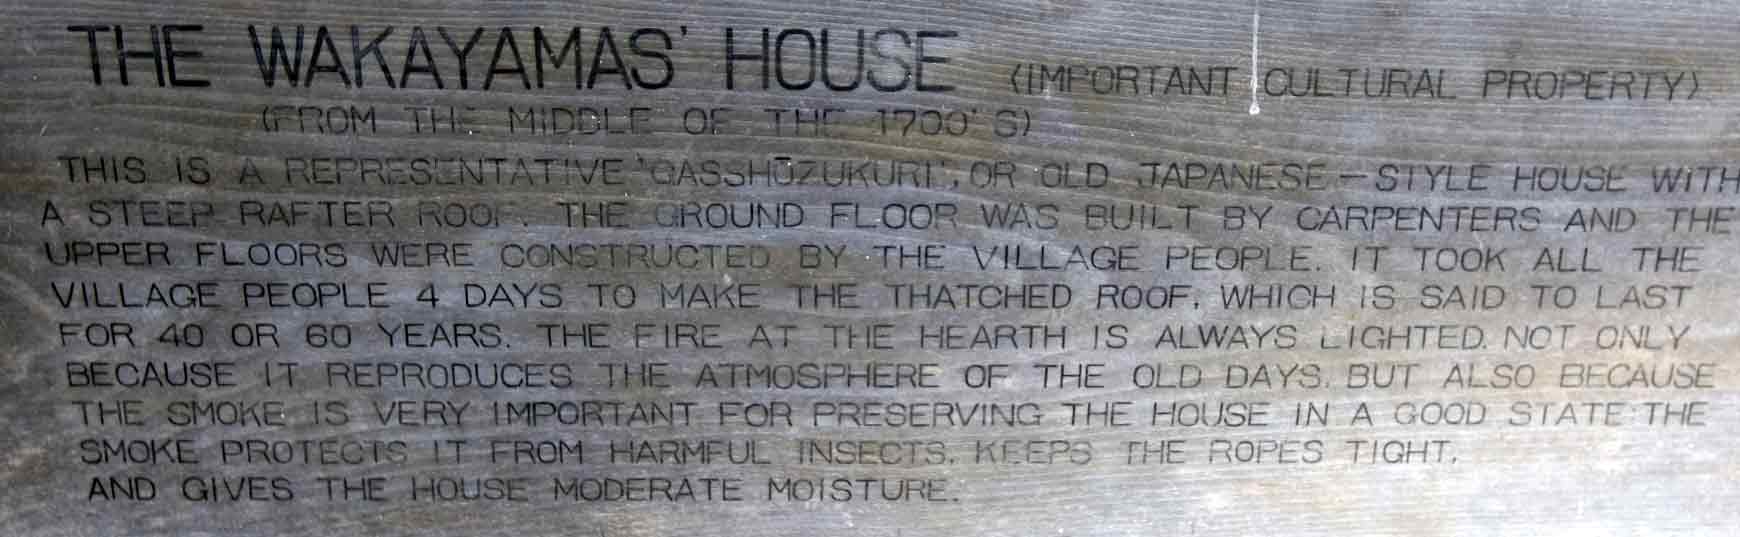 THE WAKAYAMAS' HOUSE (IMPORTANT CULTURAL PROPERTY)
(FROM THE MIDDLE OF THE 1700'S)
THIS IS A REPRESENTATIVE 'GASSHŪZUKURI', OR OLD JAPANESE-STYLE HOUSE WITH
A STEEP RAFTER ROOF. THE GROUND FLOOR WAS BUILT BY CARPENTERS AND THE
UPPER FLOORS WERE CONSTRUCTED BY THE VILLAGE PEOPLE. IT TOOK ALL THE
VILLAGE PEOPLE 4 DAYS TO MAKE THE THATCHED ROOF, WHICH IS SAID TO LAST
FOR 40 OR 60 YEARS. THE FIRE AT THE HEARTH IS ALWAYS LIGHTED. NOT ONLY
BECAUSE IT REPRODUCES THE ATMOSPHERE OF THE OLD DAYS, BUT ALSO BECAUSE
THE SMOKE IS VERY IMPORTANT FOR PRESERVING THE HOUSE IN A GOOD STATE: THE
SMOKE PROTECTS IT FROM HARMFUL INSECTS, KEEPS THE ROPES TIGHT,
AND GIVES THE HOUSE MODERATE MOISTURE.